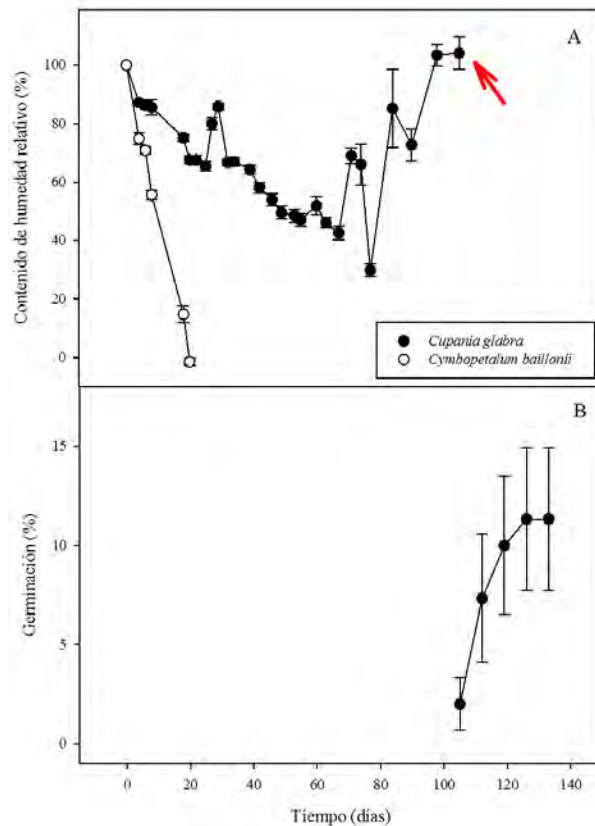 A
Contenido de humedad relativo (%)
100
80
60
40
20
0
Cupania glabra
Cymbopetalum baillonii
B
Germinación (%)
15
10
5
0
0 20 40 60 80 100 120 140
Tiempo (días)